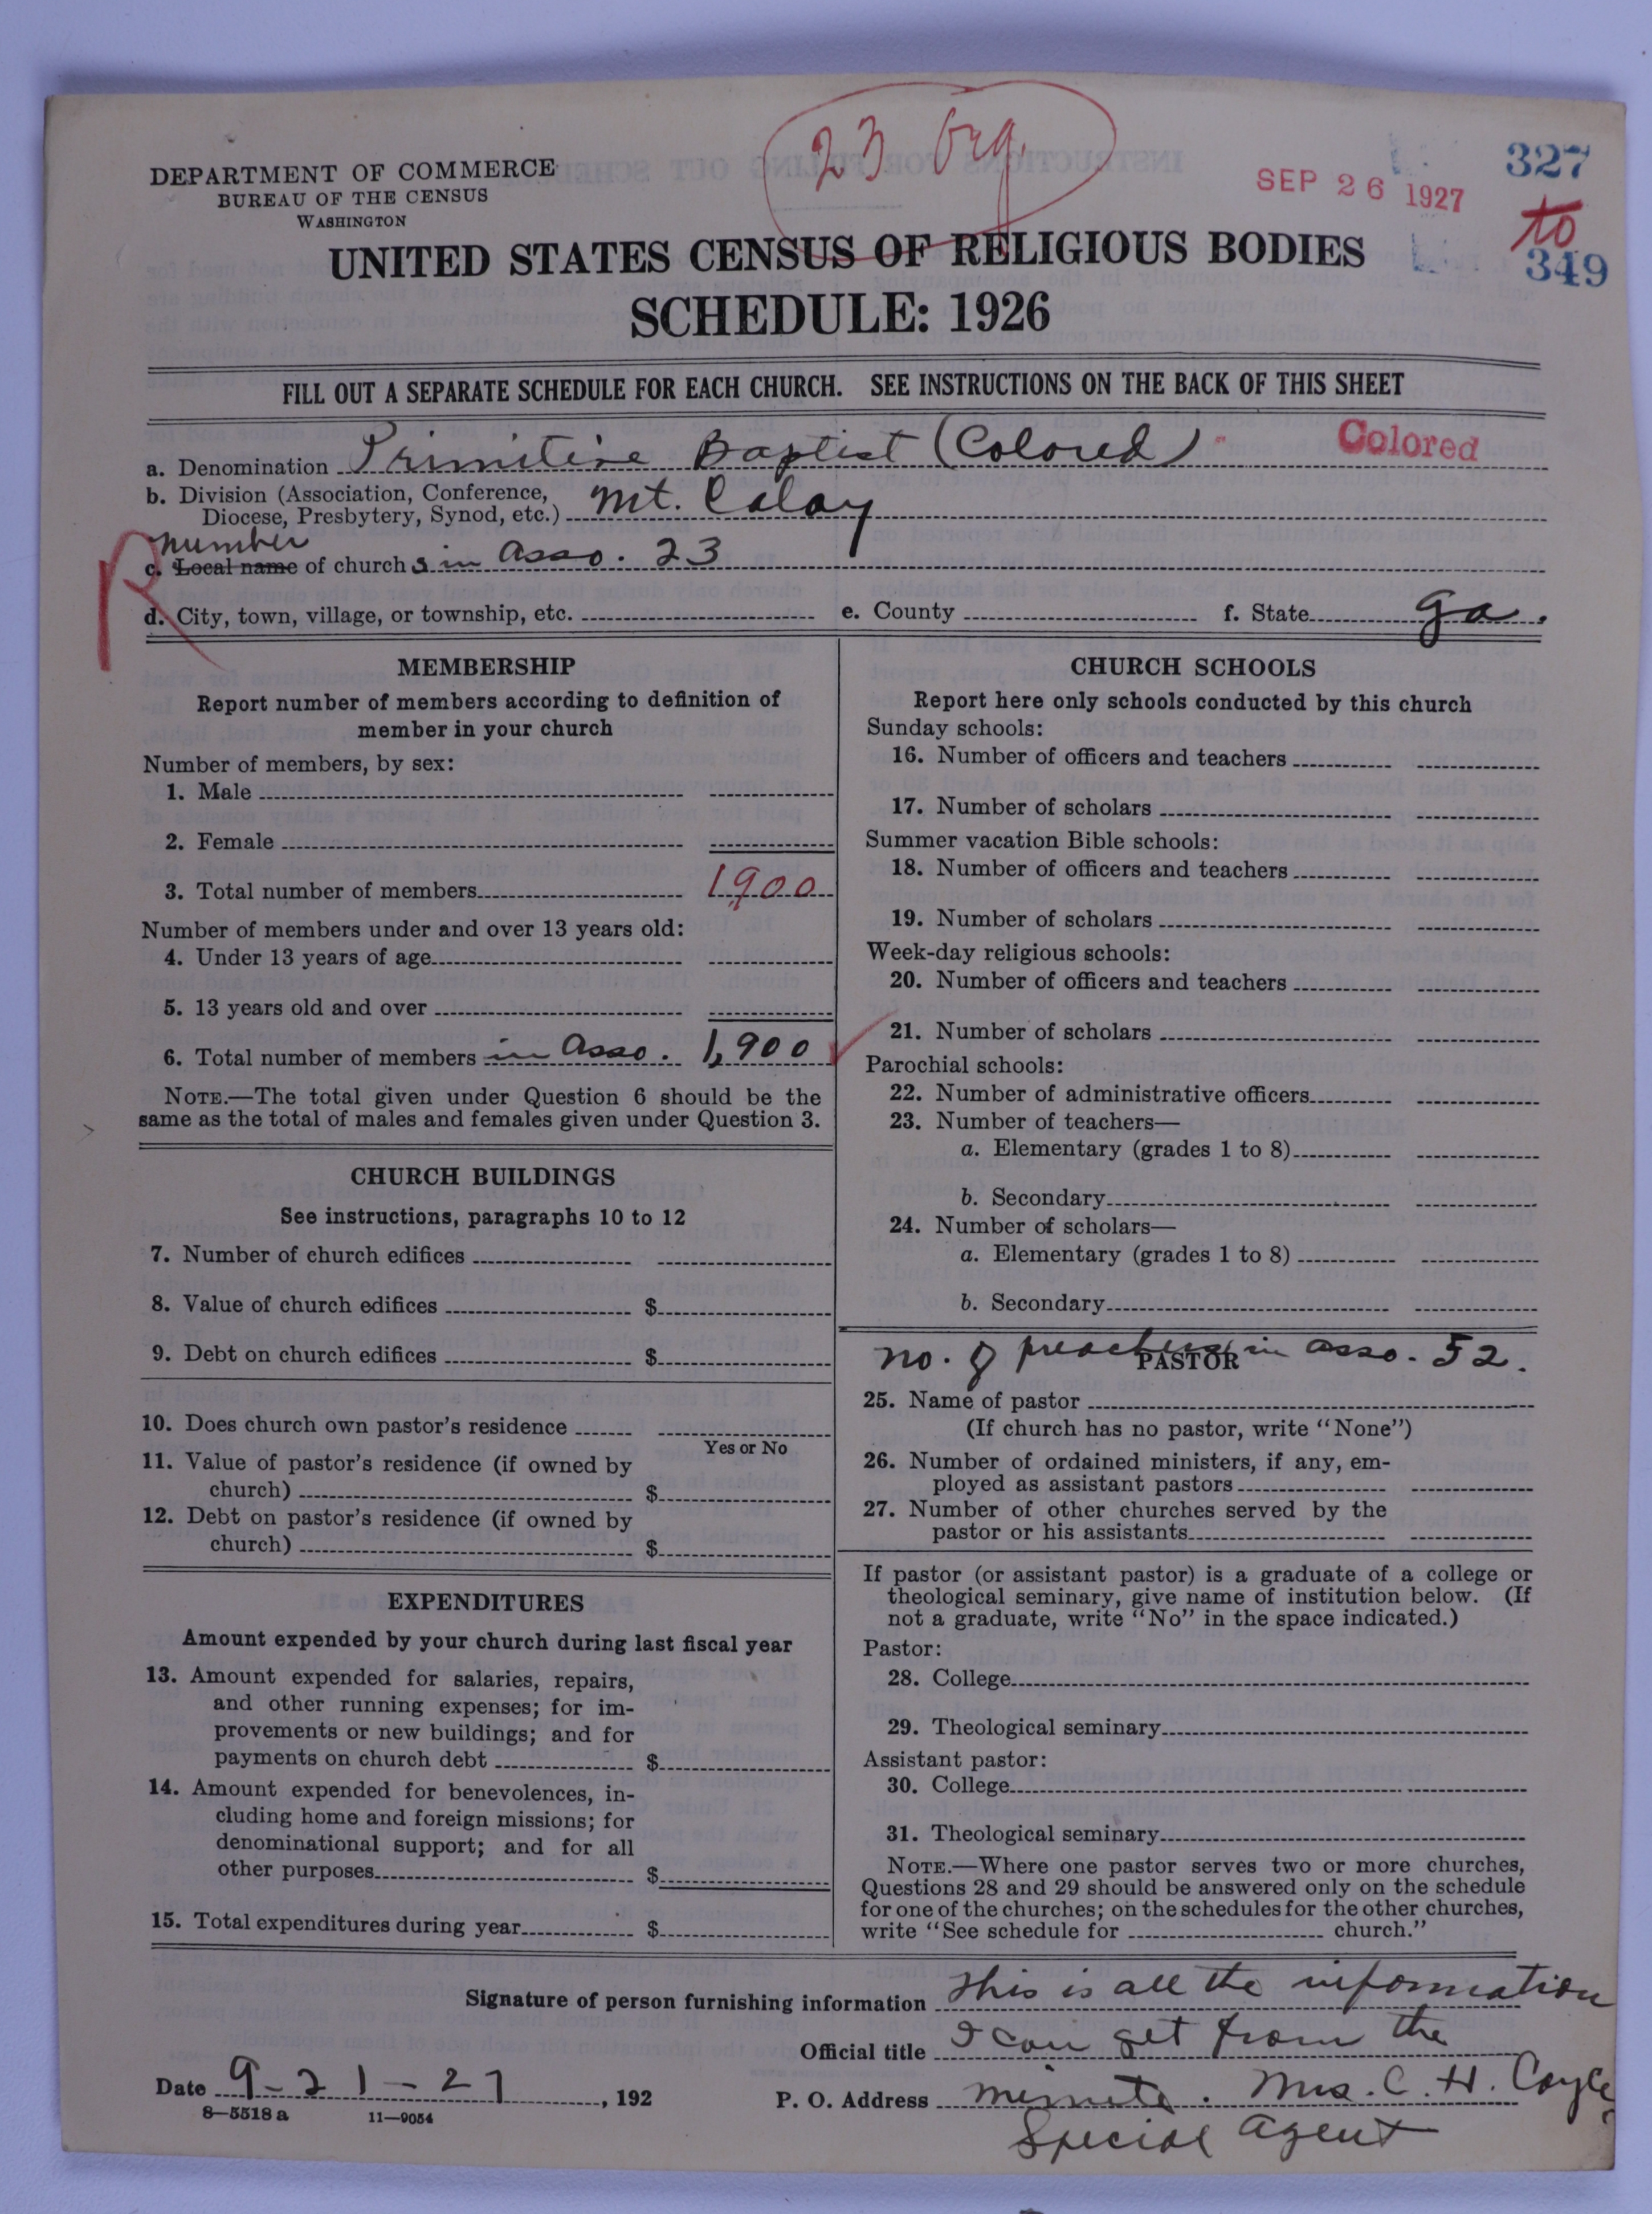 23 Org.
DEPARTMENT OF COMMERCE
BUREAU OF THE CENSUS
WASHINGTON
SEP 26 1927
327
to
349
UNITED STATES CENSUS OF RELIGIOUS BODIES
SCHEDULE: 1926
FILL OUT A SEPARATE SCHEDULE FOR EACH CHURCH. SEE INSTRUCTIONS ON THE BACK OF THIS SHEET
a. Denomination Primitive Baptist (Colored) Colored
b. Division (Association, Conference,
Diocese, Presbytery, Synod, etc.) Mt. Calay
number
c. Local name of church s in Asso. 23
d. City, town, village, or township, etc. e. County f. State Ga.
R
MEMBERSHIP
Report number of members according to definition of
member in your church
Number of members, by sex:
1. Male
2. Female
3. Total number of members 1,900
Number of members under and over 13 years old:
4. Under 13 years of age
5. 13 years old and over
6. Total number of members in Asso. 1,900
NOTE.—The total given under Question 6 should be the
same as the total of males and females given under Question 3.
CHURCH BUILDINGS
See instructions, paragraphs 10 to 12
7. Number of church edifices
8. Value of church edifices $
9. Debt on church edifices $
10. Does church own pastor's residence
Yes or No
11. Value of pastor's residence (if owned by
church) $
12. Debt on pastor's residence (if owned by
church) $
EXPENDITURES
Amount expended by your church during last fiscal year
13. Amount expended for salaries, repairs,
and other running expenses; for im-
provements or new buildings; and for
payments on church debt $
14. Amount expended for benevolences, in-
cluding home and foreign missions; for
denominational support; and for all
other purposes $
15. Total expenditures during year $
CHURCH SCHOOLS
Report here only schools conducted by this church
Sunday schools:
16. Number of officers and teachers
17. Number of scholars
Summer vacation Bible schools:
18. Number of officers and teachers
19. Number of scholars
Week-day religious schools:
20. Number of officers and teachers
21. Number of scholars
Parochial schools:
22. Number of administrative officers
23. Number of teachers—
a. Elementary (grades 1 to 8)
b. Secondary
24. Number of scholars—
a. Elementary (grades 1 to 8)
b. Secondary
no. of preachers in asso. 52.
PASTOR
25. Name of pastor
(If church has no pastor, write "None")
26. Number of ordained ministers, if any, em-
ployed as assistant pastors
27. Number of other churches served by the
pastor or his assistants
If pastor (or assistant pastor) is a graduate of a college or
theological seminary, give name of institution below. (If
not a graduate, write "No" in the space indicated.)
Pastor:
28. College
29. Theological seminary
Assistant pastor:
30. College
31. Theological seminary
NOTE.—Where one pastor serves two or more churches,
Questions 28 and 29 should be answered only on the schedule
for one of the churches; on the schedules for the other churches,
write "See schedule for church."
Signature of person furnishing information This is all the information
Official title I can get from the
Date 9-21-27, 192 P. O. Address minute. Mrs. C. H. Coyle
8-5518 a 11-9054
Special Agent